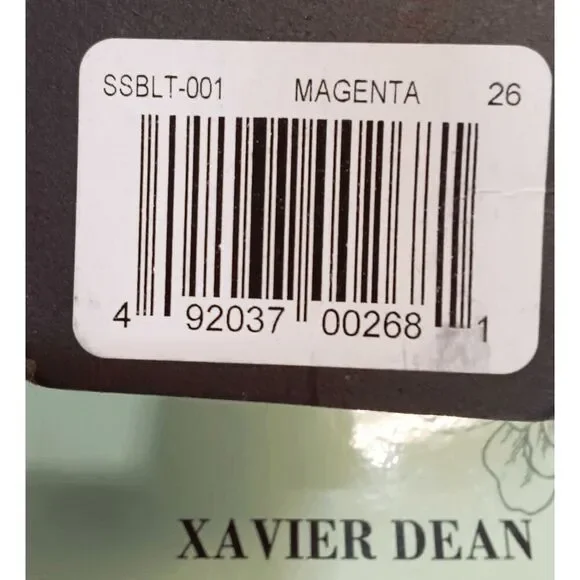 SSBLT-001 MAGENTA 26
4 92037 00268 1
XAVIER DEAN